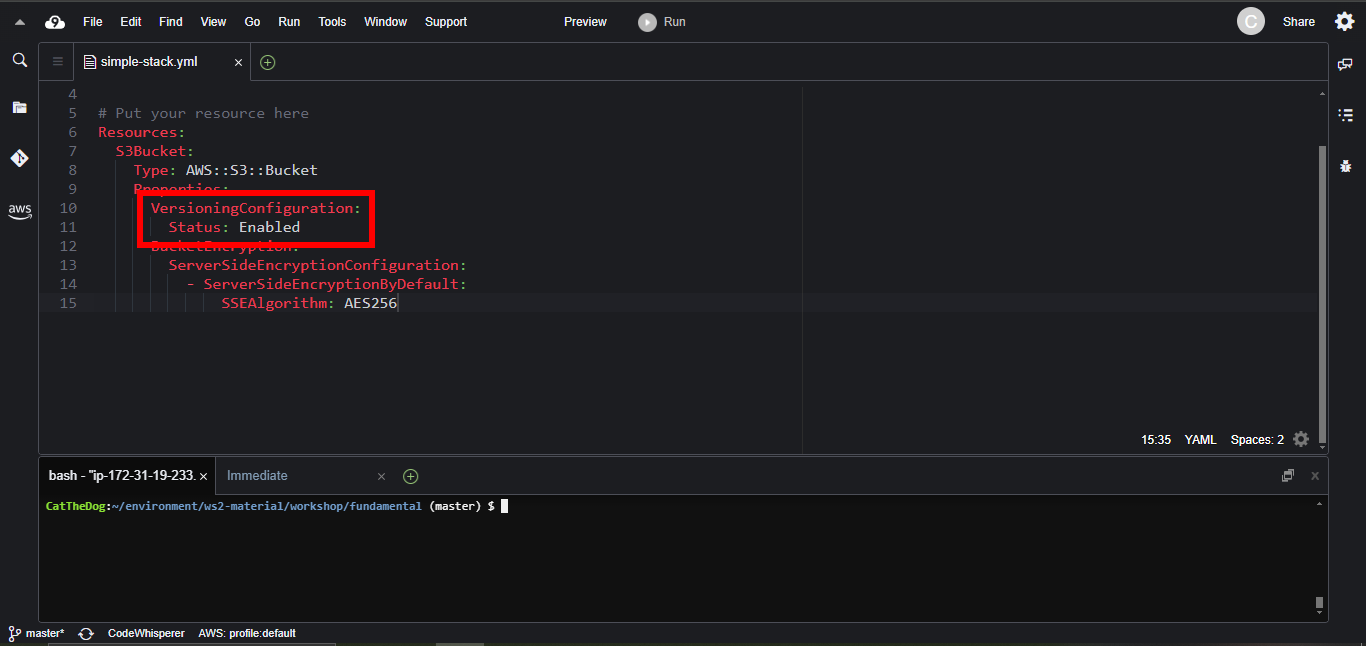 File Edit Find View Go Run Tools Window Support Preview Run C Share
simple-stack.yml
4
5 # Put your resource here
6 Resources:
7 S3Bucket:
8 Type: AWS::S3::Bucket
9 Properties:
10 VersioningConfiguration:
11 Status: Enabled
12 BucketEncryption:
13 ServerSideEncryptionConfiguration:
14 - ServerSideEncryptionByDefault:
15 SSEAlgorithm: AES256
aws
15:35 YAML Spaces: 2
bash - "ip-172-31-19-233. Immediate
CatTheDog:~/environment/ws2-material/workshop/fundamental (master) $
master* CodeWhisperer AWS: profile:default